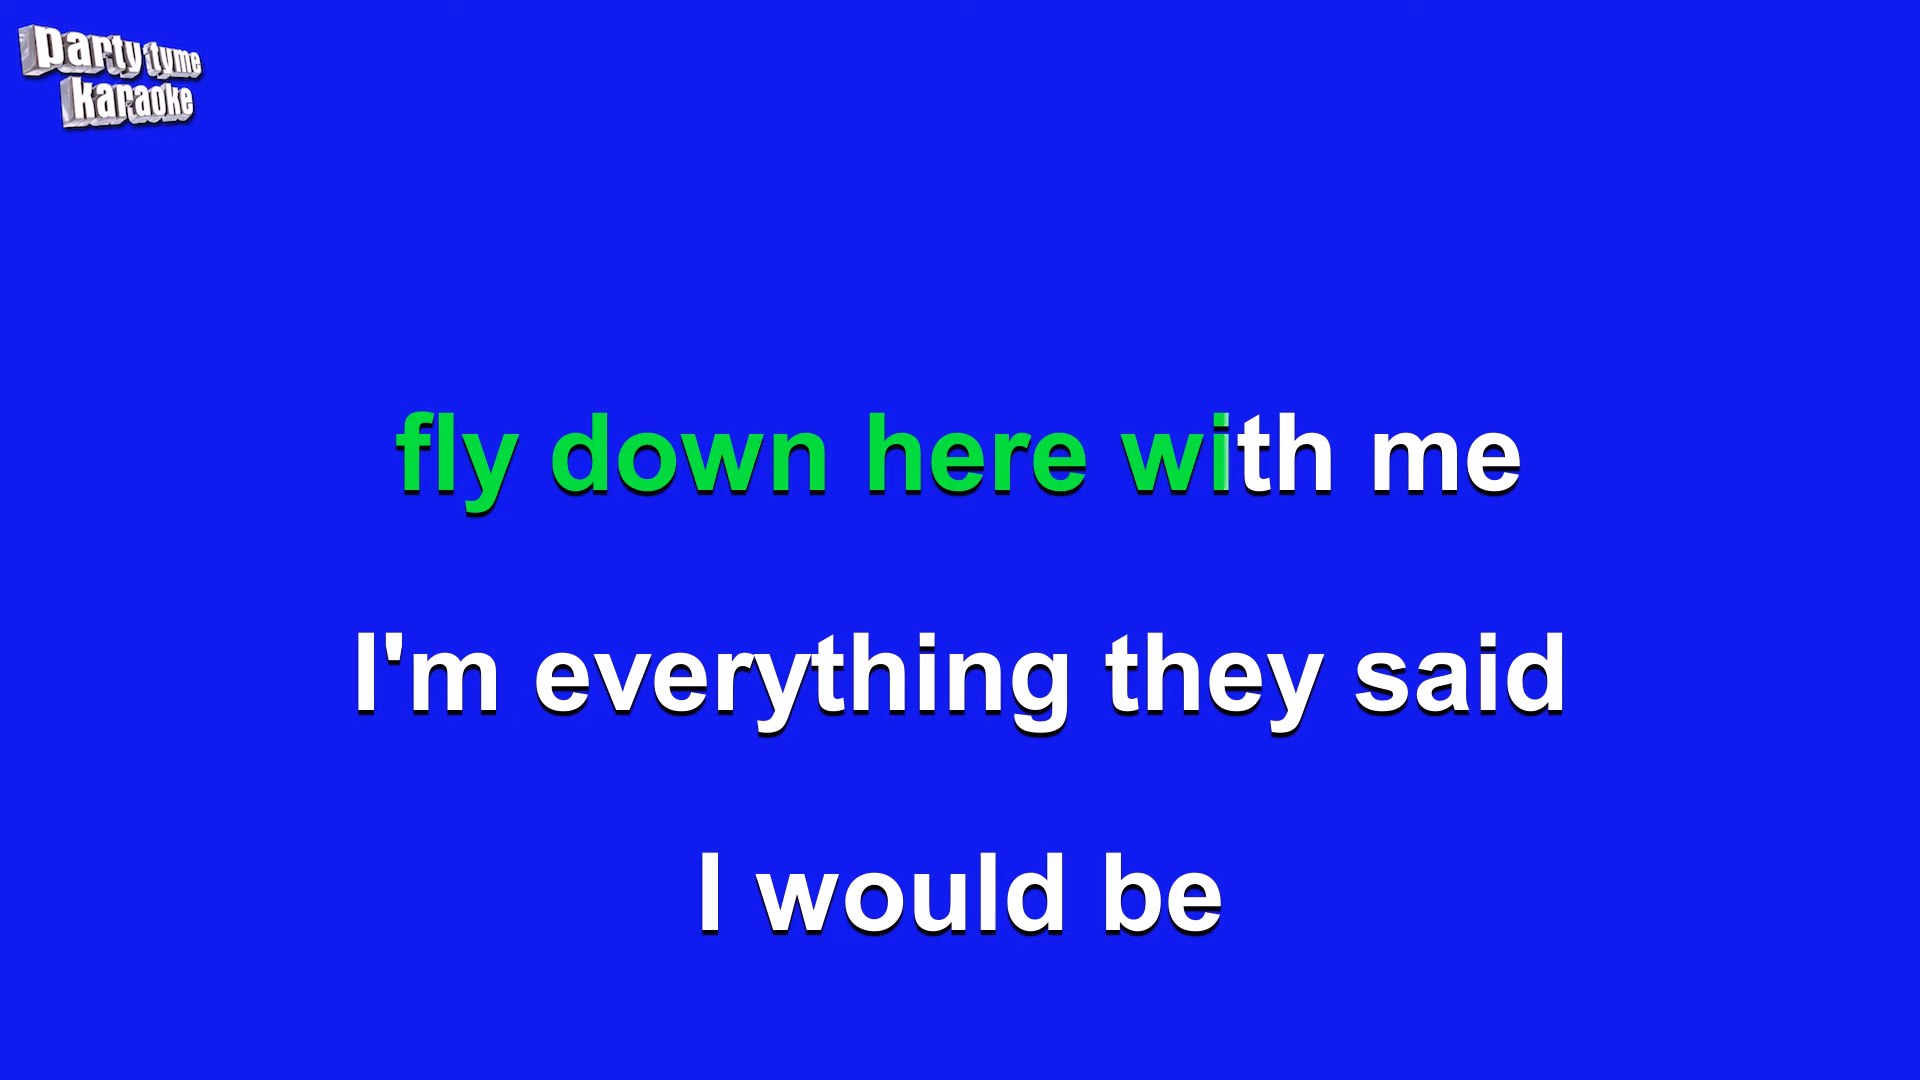 party tyme
karaoke
fly down here with me
I'm everything they said
I would be